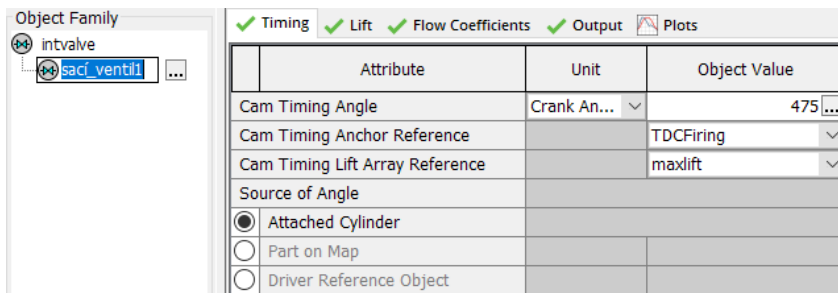 Object Family
intvalve
sací_ventil1 ...
Timing Lift Flow Coefficients Output Plots
Attribute Unit Object Value
Cam Timing Angle Crank An... 475 ...
Cam Timing Anchor Reference TDCFiring
Cam Timing Lift Array Reference maxlift
Source of Angle
Attached Cylinder
Part on Map
Driver Reference Object